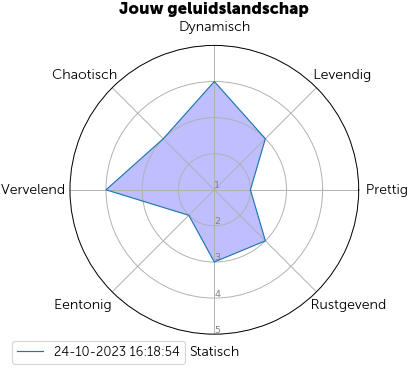 Jouw geluidslandschap
Dynamisch
Chaotisch
Levendig
Vervelend
Prettig
1
2
3
4
5
Eentonig
Rustgevend
24-10-2023 16:18:54
Statisch